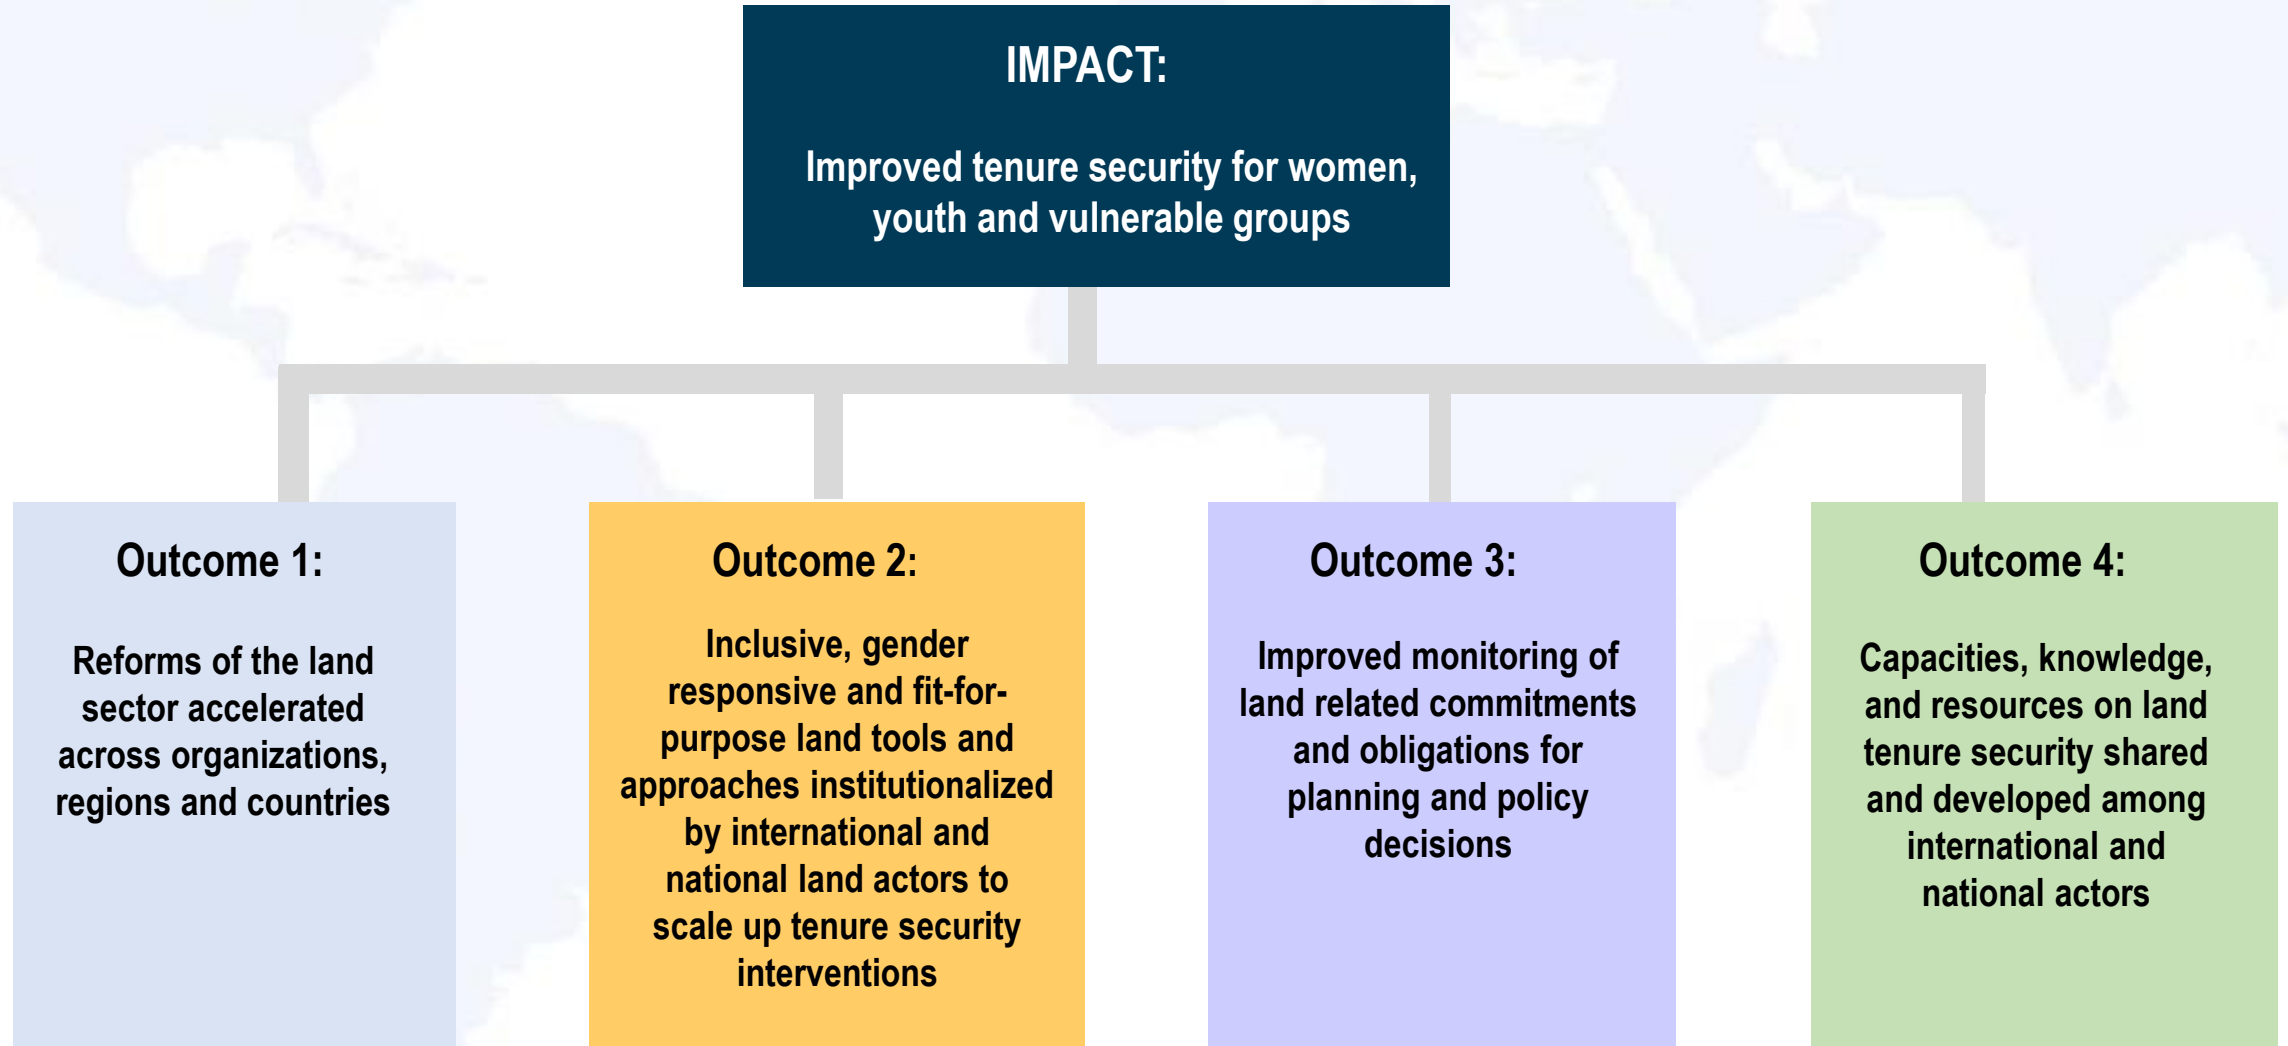 IMPACT:
Improved tenure security for women,
youth and vulnerable groups
Outcome 1:
Reforms of the land
sector accelerated
across organizations,
regions and countries
Outcome 2:
Inclusive, gender
responsive and fit-for-
purpose land tools and
approaches institutionalized
by international and
national land actors to
scale up tenure security
interventions
Outcome 3:
Improved monitoring of
land related commitments
and obligations for
planning and policy
decisions
Outcome 4:
Capacities, knowledge,
and resources on land
tenure security shared
and developed among
international and
national actors